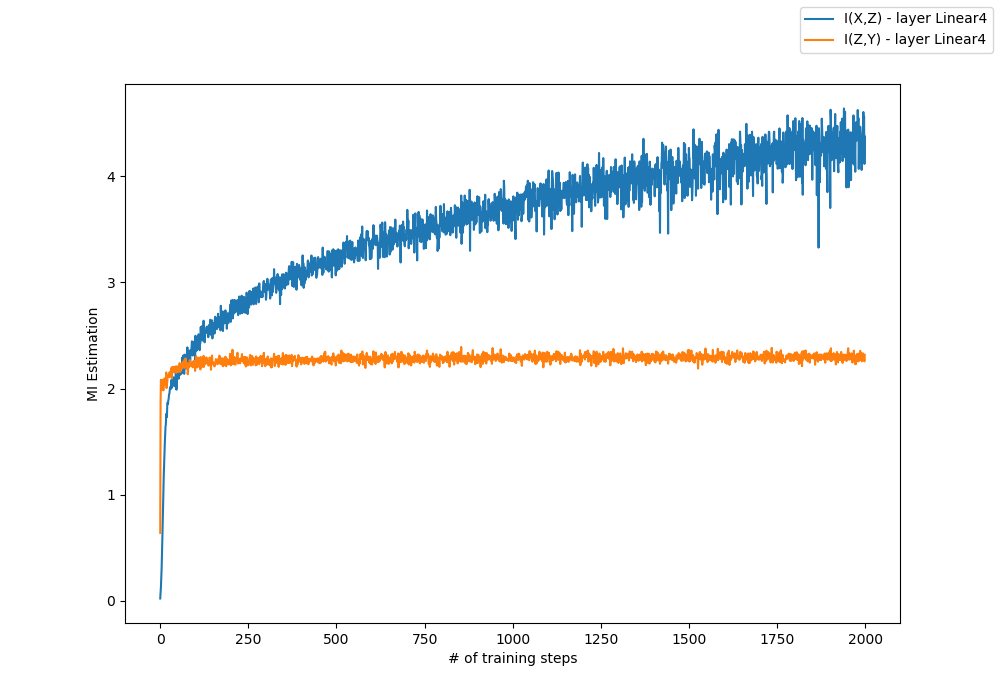 I(X,Z) - layer Linear4
I(Z,Y) - layer Linear4
4
3
2
1
0
MI Estimation
0 250 500 750 1000 1250 1500 1750 2000
# of training steps